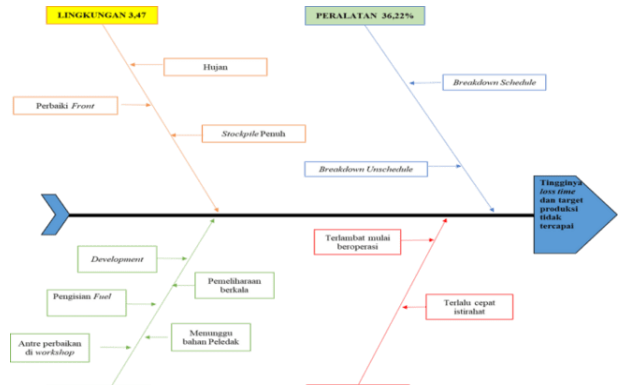 LINGKUNGAN 3,47
PERALATAN 36,22%
Hujan
Breakdown Schedule
Perbaiki Front
Stockpile Penuh
Breakdown Unschedule
Tingginya
loss time
dan target
produksi
tidak
tercapai
Terlambat mulai
beroperasi
Development
Pemeliharaan
berkala
Pengisian Fuel
Terlalu cepat
istirahat
Menunggu
bahan Peledak
Antre perbaikan
di workshop